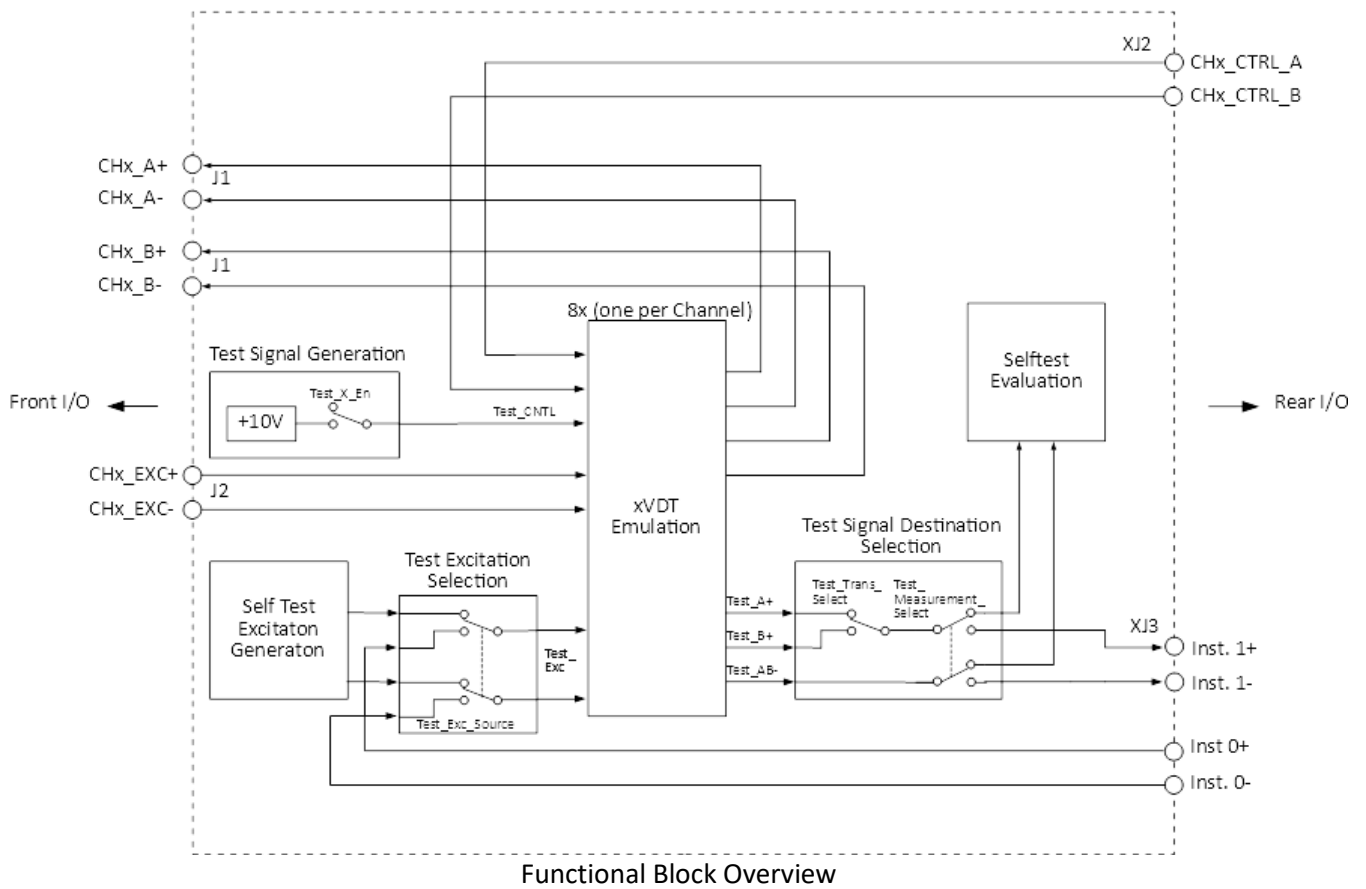 XJ2
CHx_CTRL_A
CHx_CTRL_B
CHx_A+
J1
CHx_A-
CHx_B+
J1
CHx_B-
8x (one per Channel)
Test Signal Generation
Selftest
Evaluation
Front I/O
Test_X_En
+10V
Test_CNTL
Rear I/O
CHx_EXC+
J2
CHx_EXC-
xVDT
Emulation
Test Signal Destination
Selection
Test Excitation
Selection
Self Test
Excitaton
Generaton
Test_
Exc
Test_Exc_Source
Test_A+
Test_B+
Test_AB-
Test_Trans_
Select
Test_
Measurement_
Select
XJ3
Inst. 1+
Inst. 1-
Inst 0+
Inst. 0-
Functional Block Overview